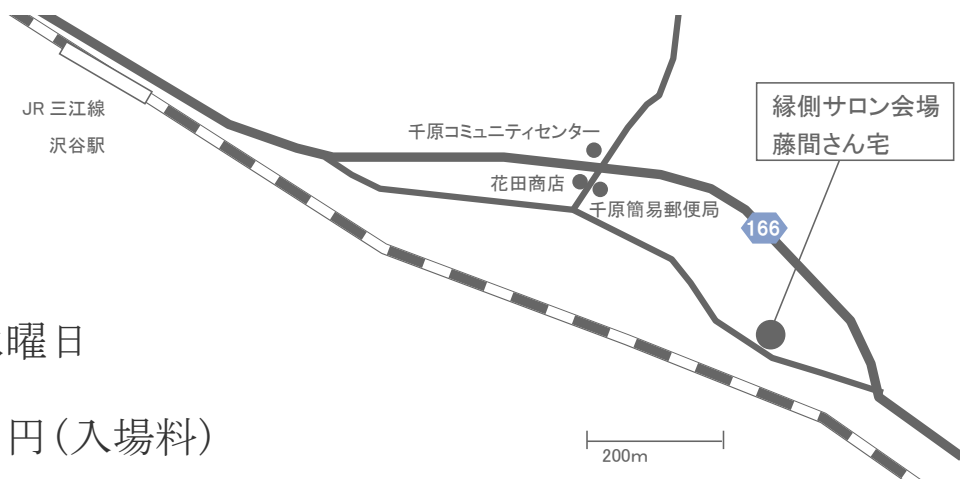 JR 三江線
沢谷駅
千原コミュニティセンター
花田商店
千原簡易郵便局
縁側サロン会場
藤間さん宅
166
曜日
円(入場料)
200m